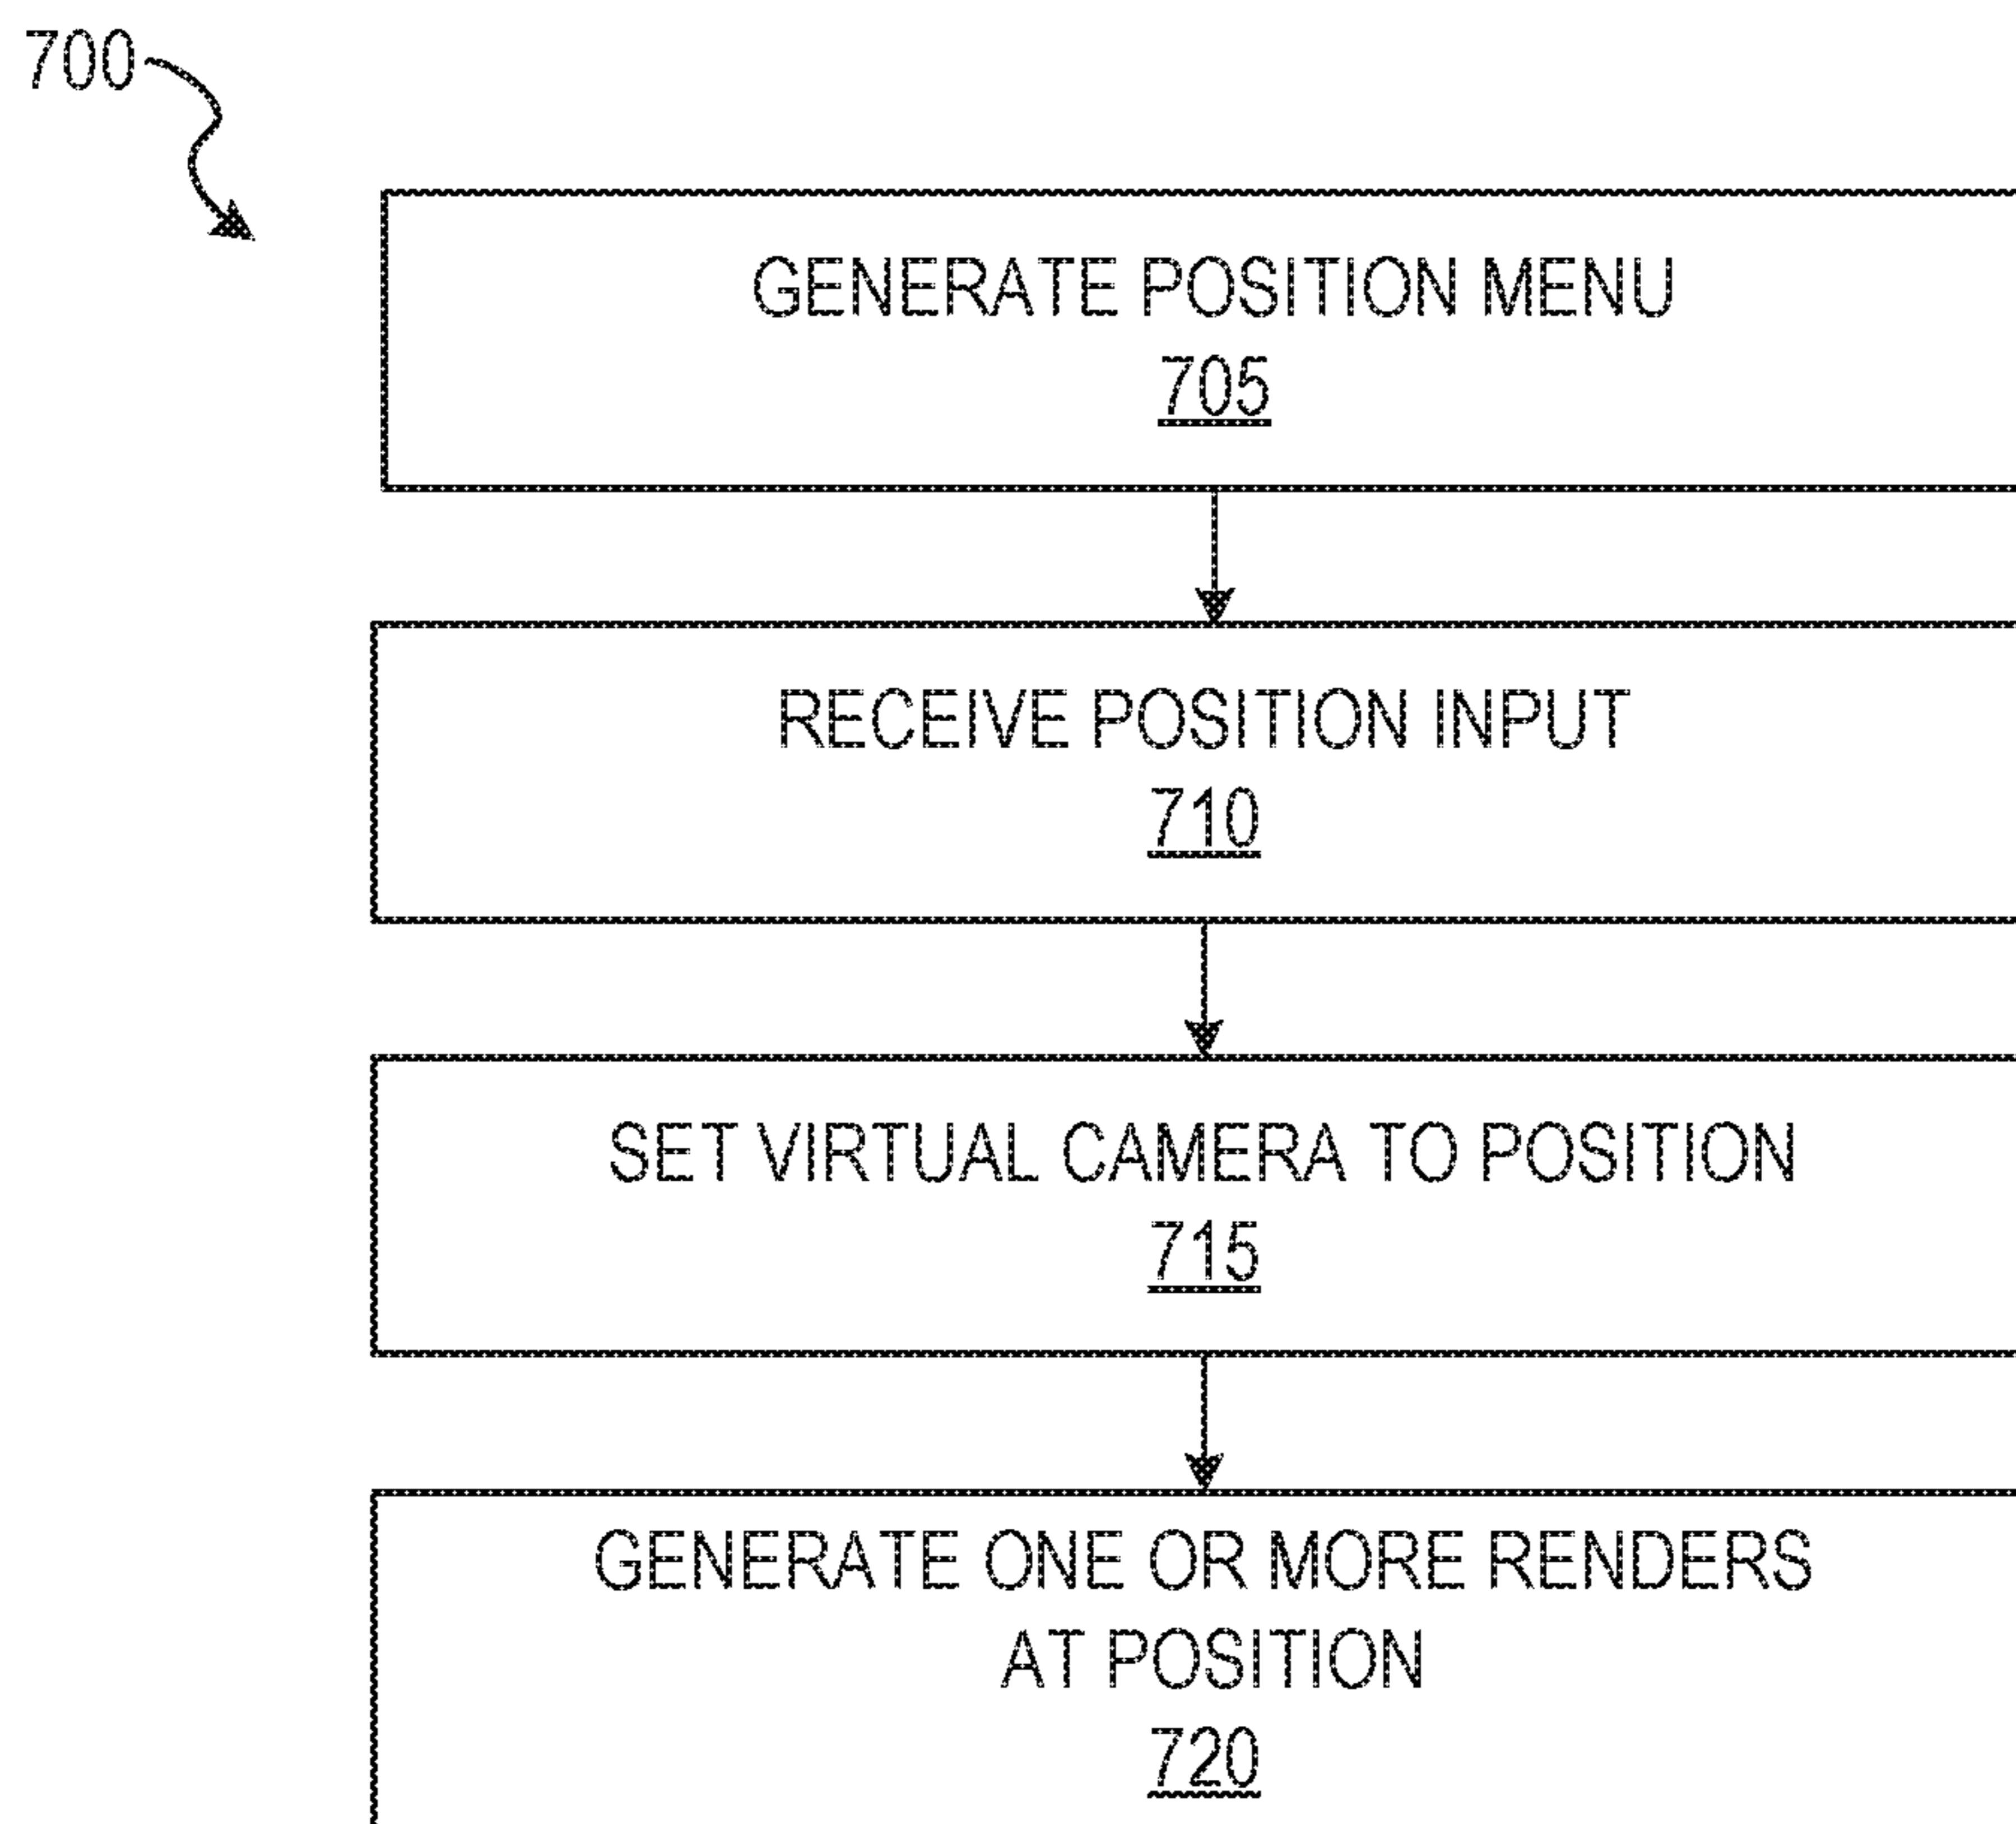 700
GENERATE POSITION MENU
705
RECEIVE POSITION INPUT
710
SET VIRTUAL CAMERA TO POSITION
715
GENERATE ONE OR MORE RENDERS
AT POSITION
720